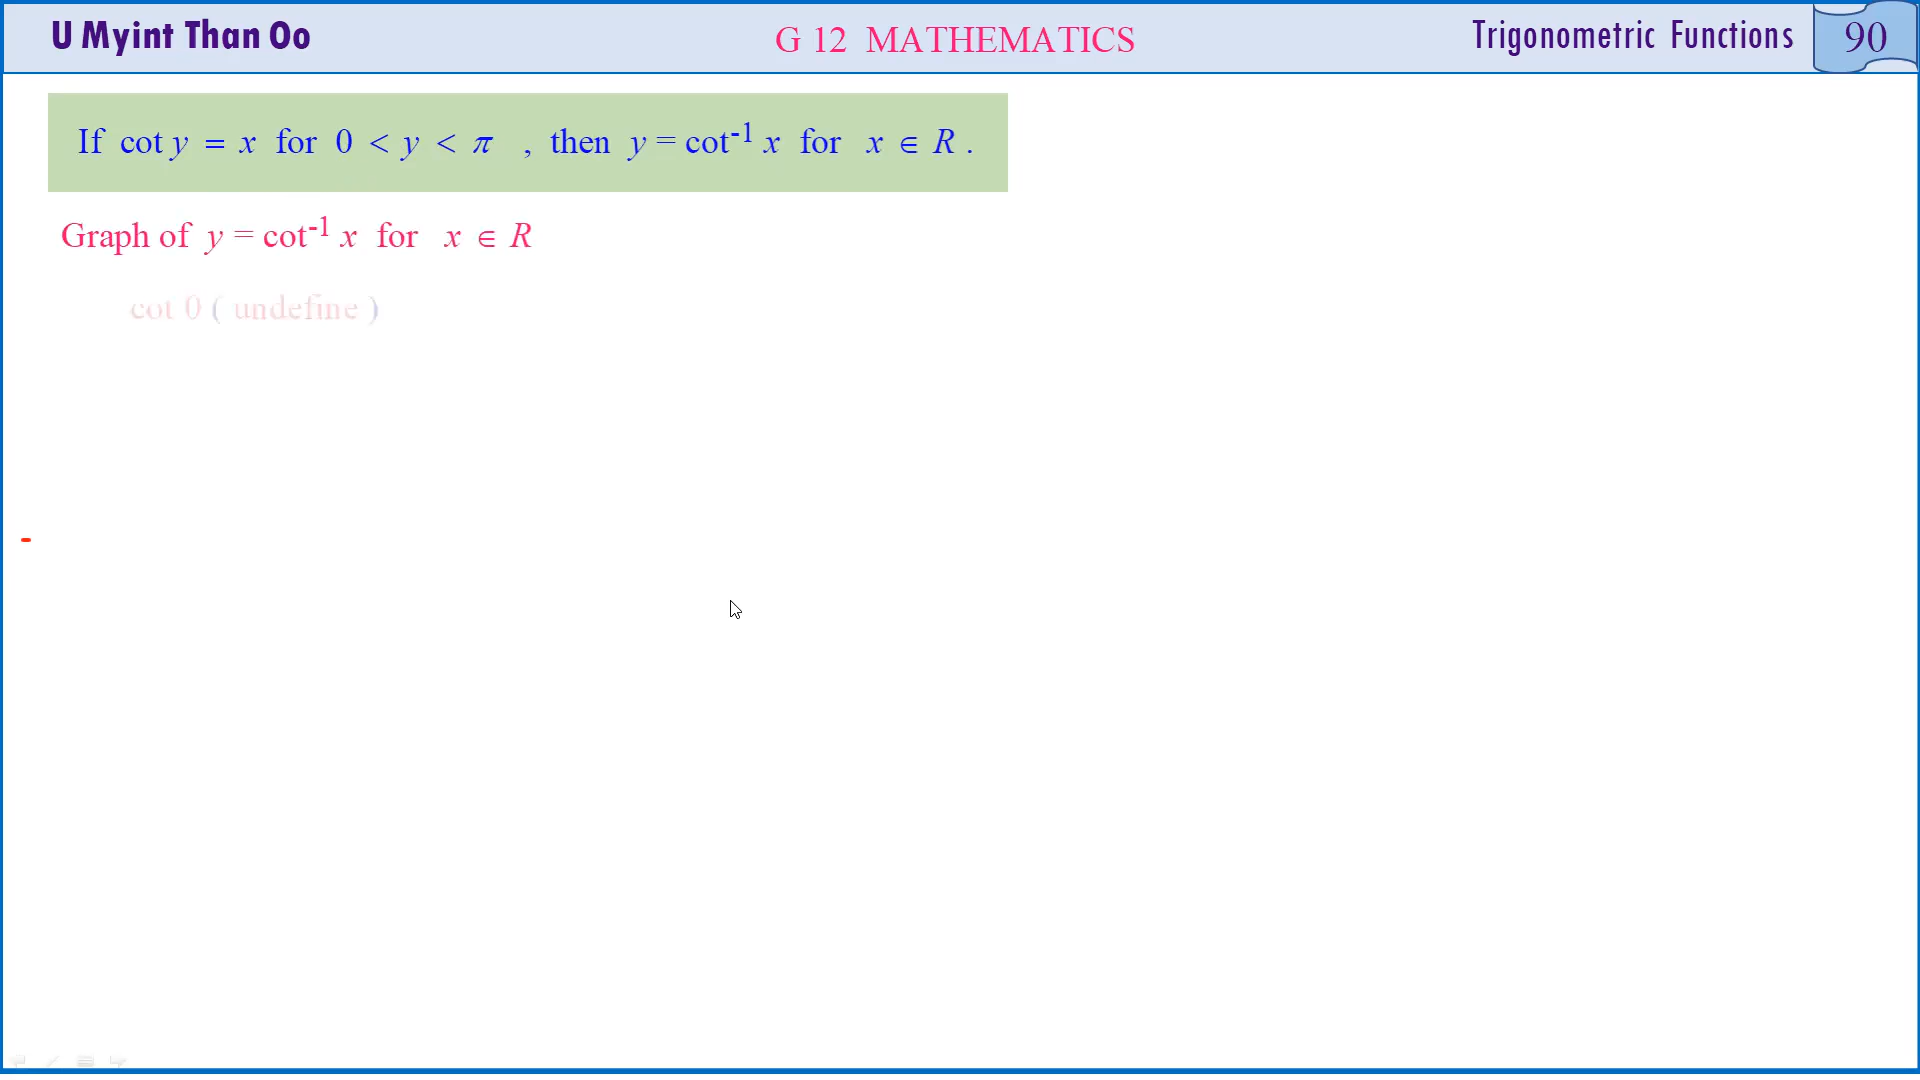 U Myint Than Oo
G 12 MATHEMATICS
Trigonometric Functions
90
If cot y = x for 0 < y < π , then y = cot⁻¹ x for x ∈ R .
Graph of y = cot⁻¹ x for x ∈ R
cot 0 ( undefine )